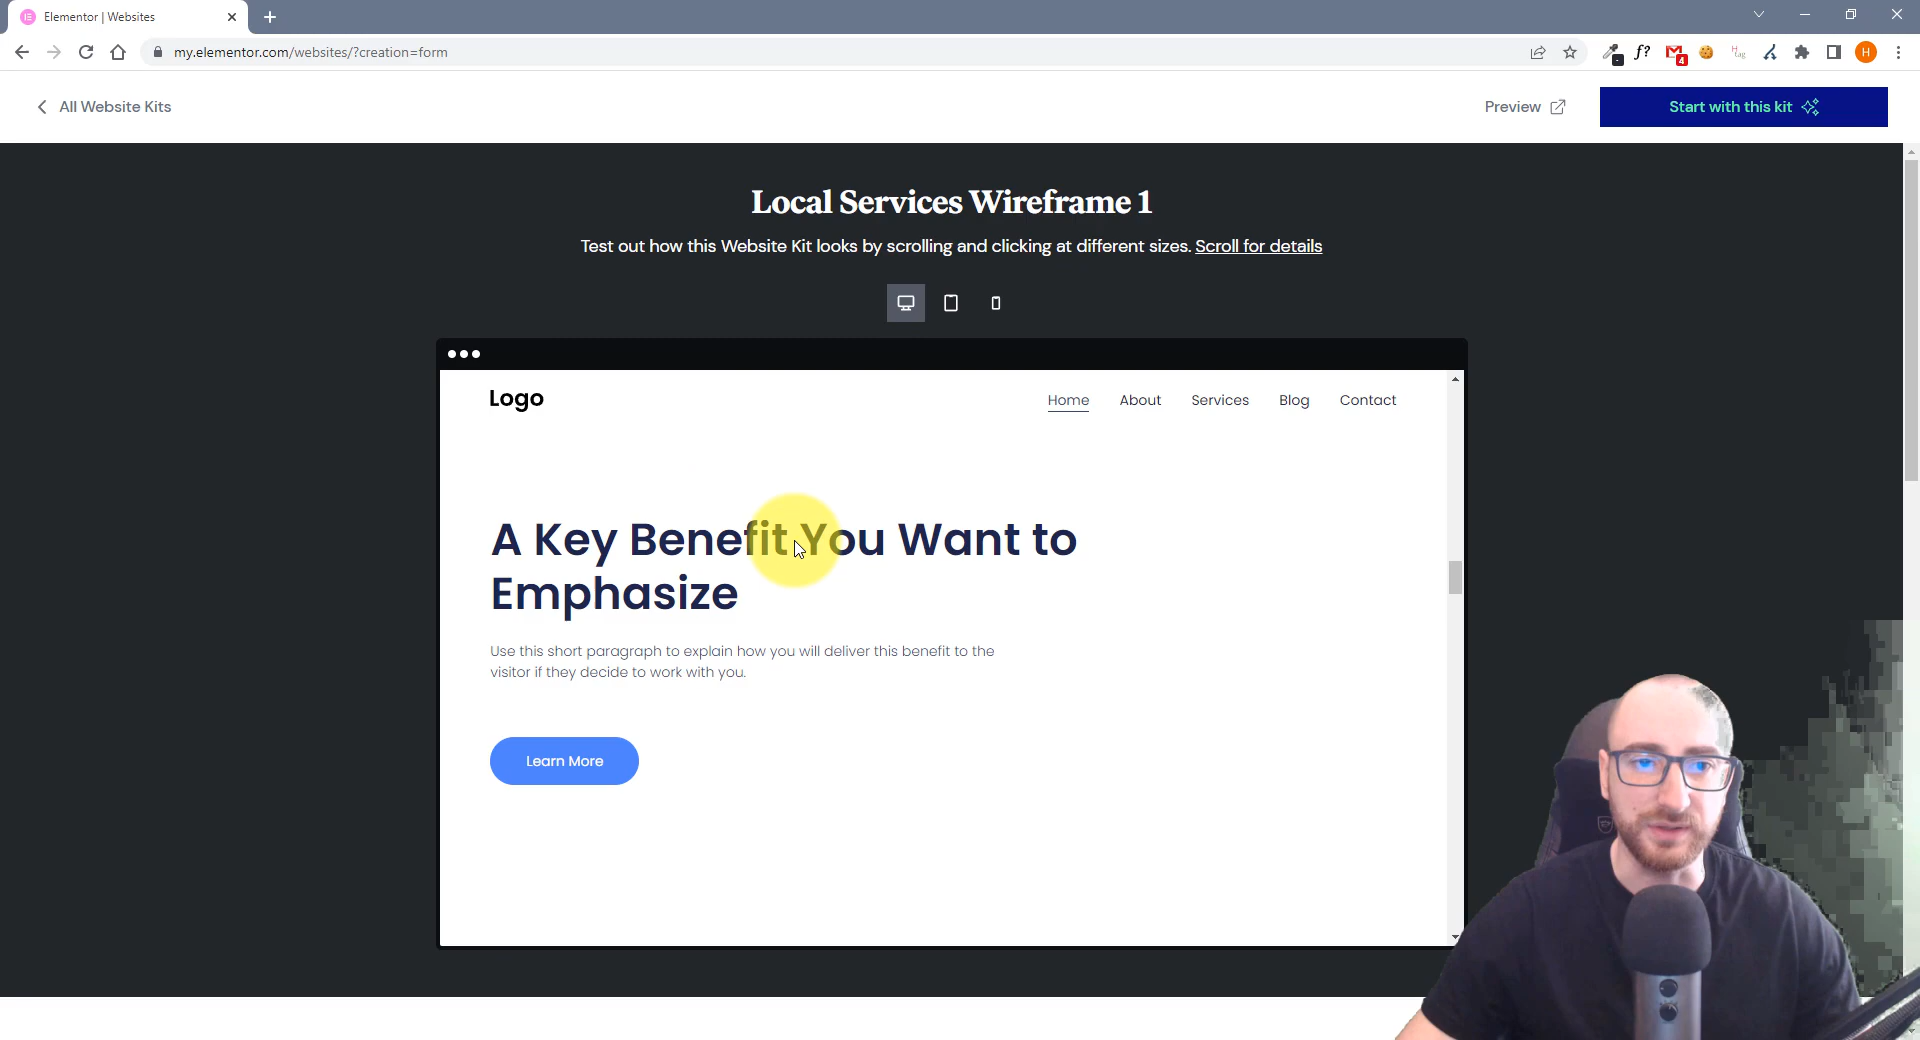 Elementor | Websites
my.elementor.com/websites/?creation=form
f?
4
H
All Website Kits
Preview
Start with this kit
Local Services Wireframe 1
Test out how this Website Kit looks by scrolling and clicking at different sizes. Scroll for details
Logo
Home
About
Services
Blog
Contact
A Key Benefit You Want to
Emphasize
Use this short paragraph to explain how you will deliver this benefit to the
visitor if they decide to work with you.
Learn More